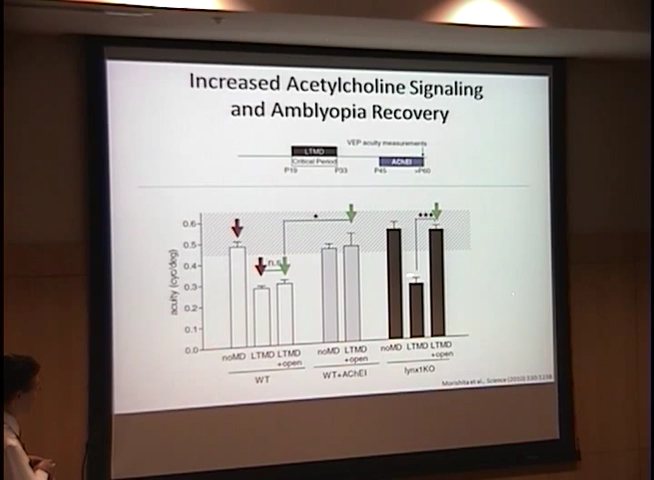 Increased Acetylcholine Signaling
and Amblyopia Recovery
VEP acuity measurements
LTMD
Critical Period
AChEI
P19 P33 P45 >P60
acuity (cyc/deg)
0.6
0.5
0.4
0.3
0.2
0.1
0.0
n.s
*
***
noMD LTMD LTMD
+open
noMD LTMD
+open
noMD LTMD LTMD
+open
WT
WT+AChEI
lynx1KO
Morishita et al., Science (2010)